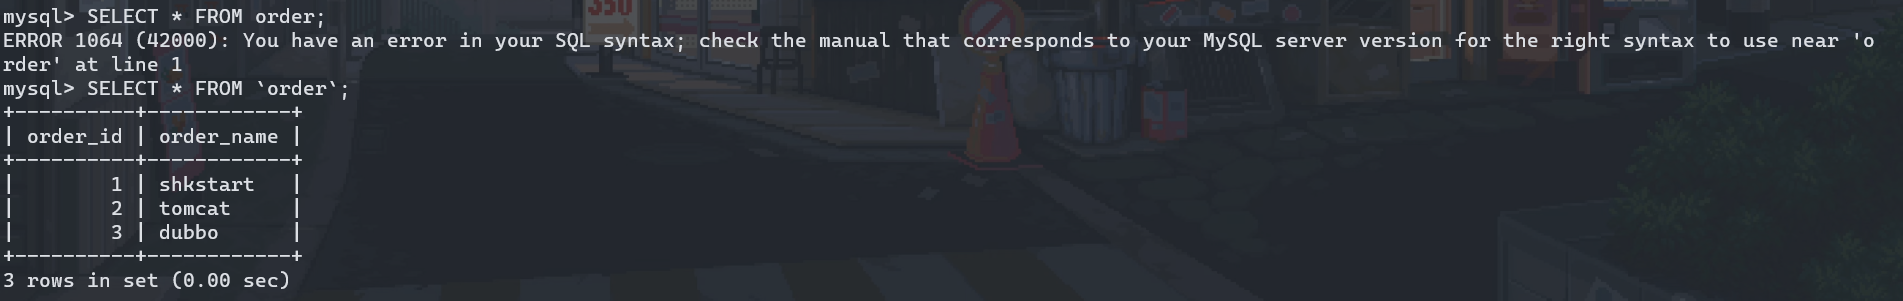 mysql> SELECT * FROM order;
ERROR 1064 (42000): You have an error in your SQL syntax; check the manual that corresponds to your MySQL server version for the right syntax to use near 'o
rder' at line 1
mysql> SELECT * FROM `order`;
+----------+------------+
| order_id | order_name |
+----------+------------+
|        1 | shkstart   |
|        2 | tomcat     |
|        3 | dubbo      |
+----------+------------+
3 rows in set (0.00 sec)
550